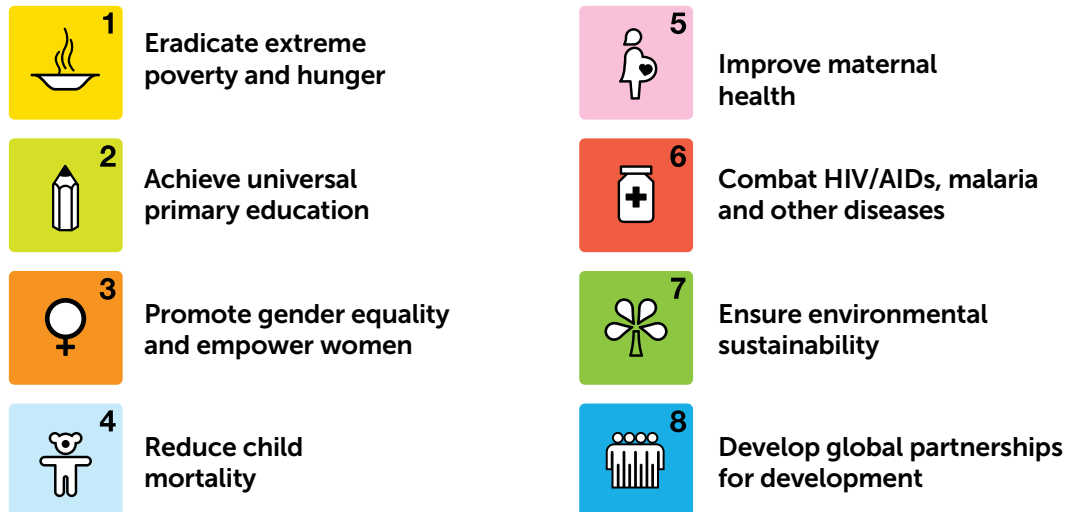 1
Eradicate extreme
poverty and hunger
2
Achieve universal
primary education
3
Promote gender equality
and empower women
4
Reduce child
mortality
5
Improve maternal
health
6
Combat HIV/AIDs, malaria
and other diseases
7
Ensure environmental
sustainability
8
Develop global partnerships
for development